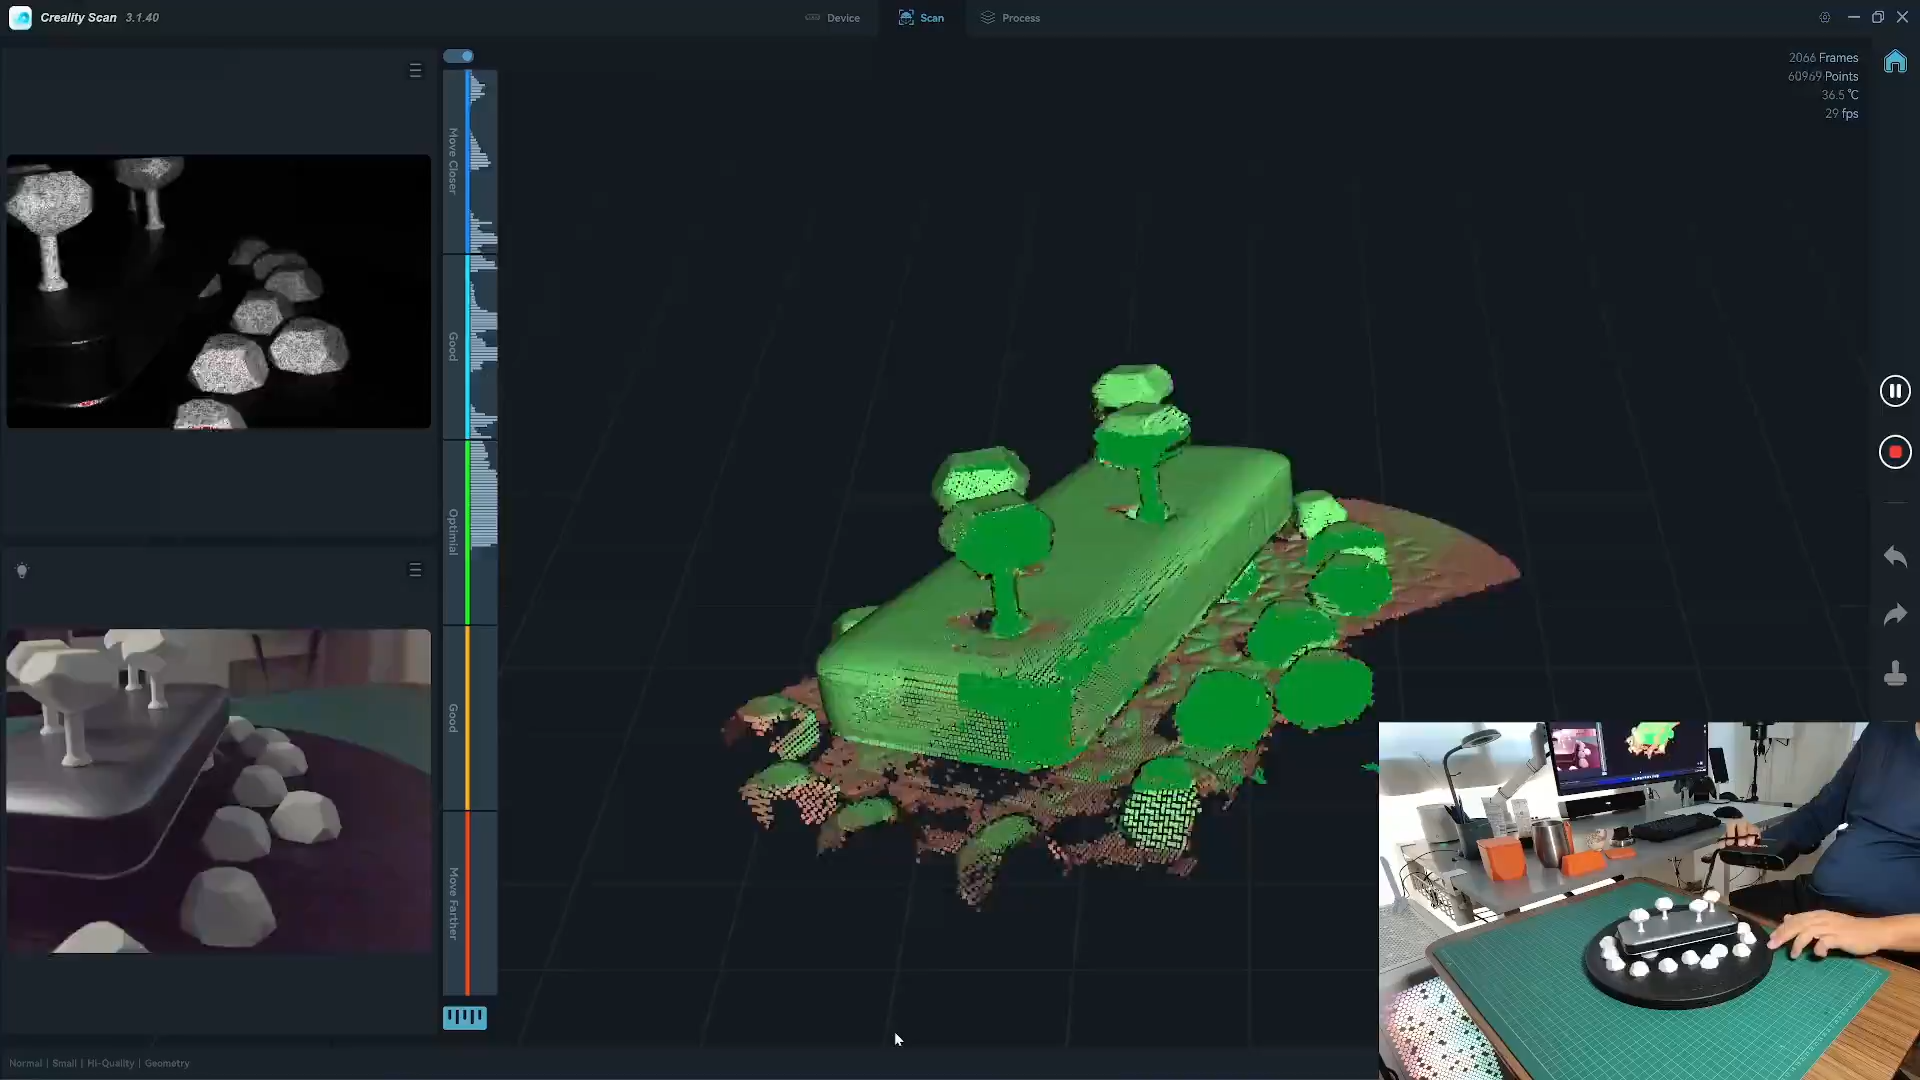 Creality Scan 3.1.40
Device
Scan
Process
2066 Frames
60969 Points
36.5 ℃
29 fps
Move Closer
Good
Optimial
Good
Move Farther
Normal | Small | Hi-Quality | Geometry